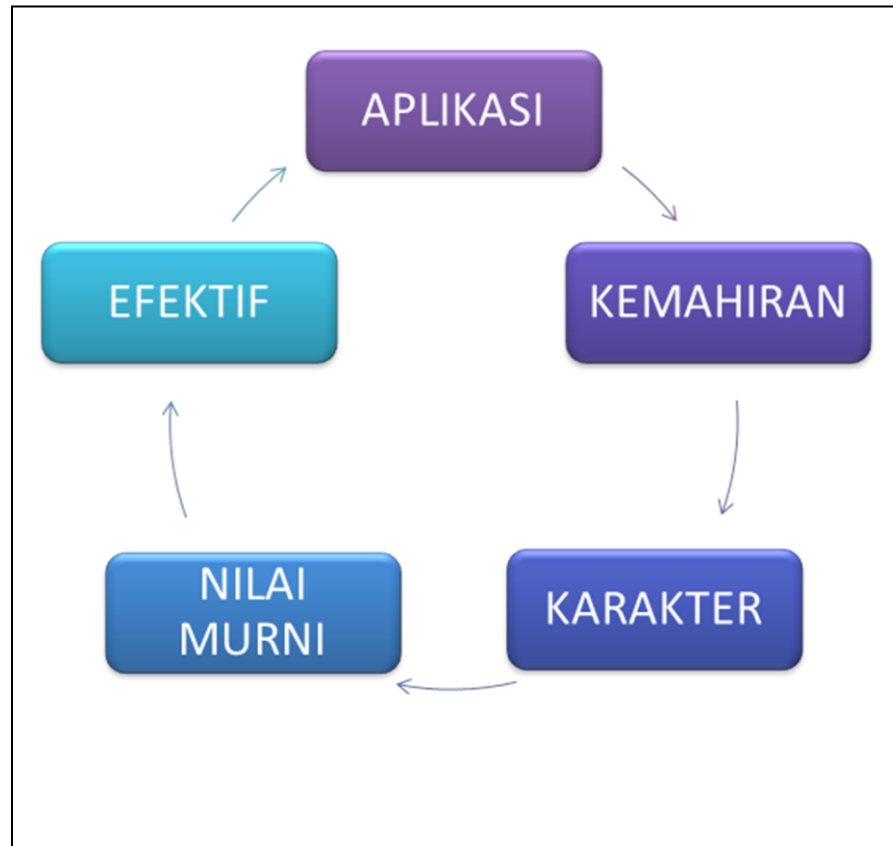 APLIKASI
KEMAHIRAN
KARAKTER
NILAI
MURNI
EFEKTIF